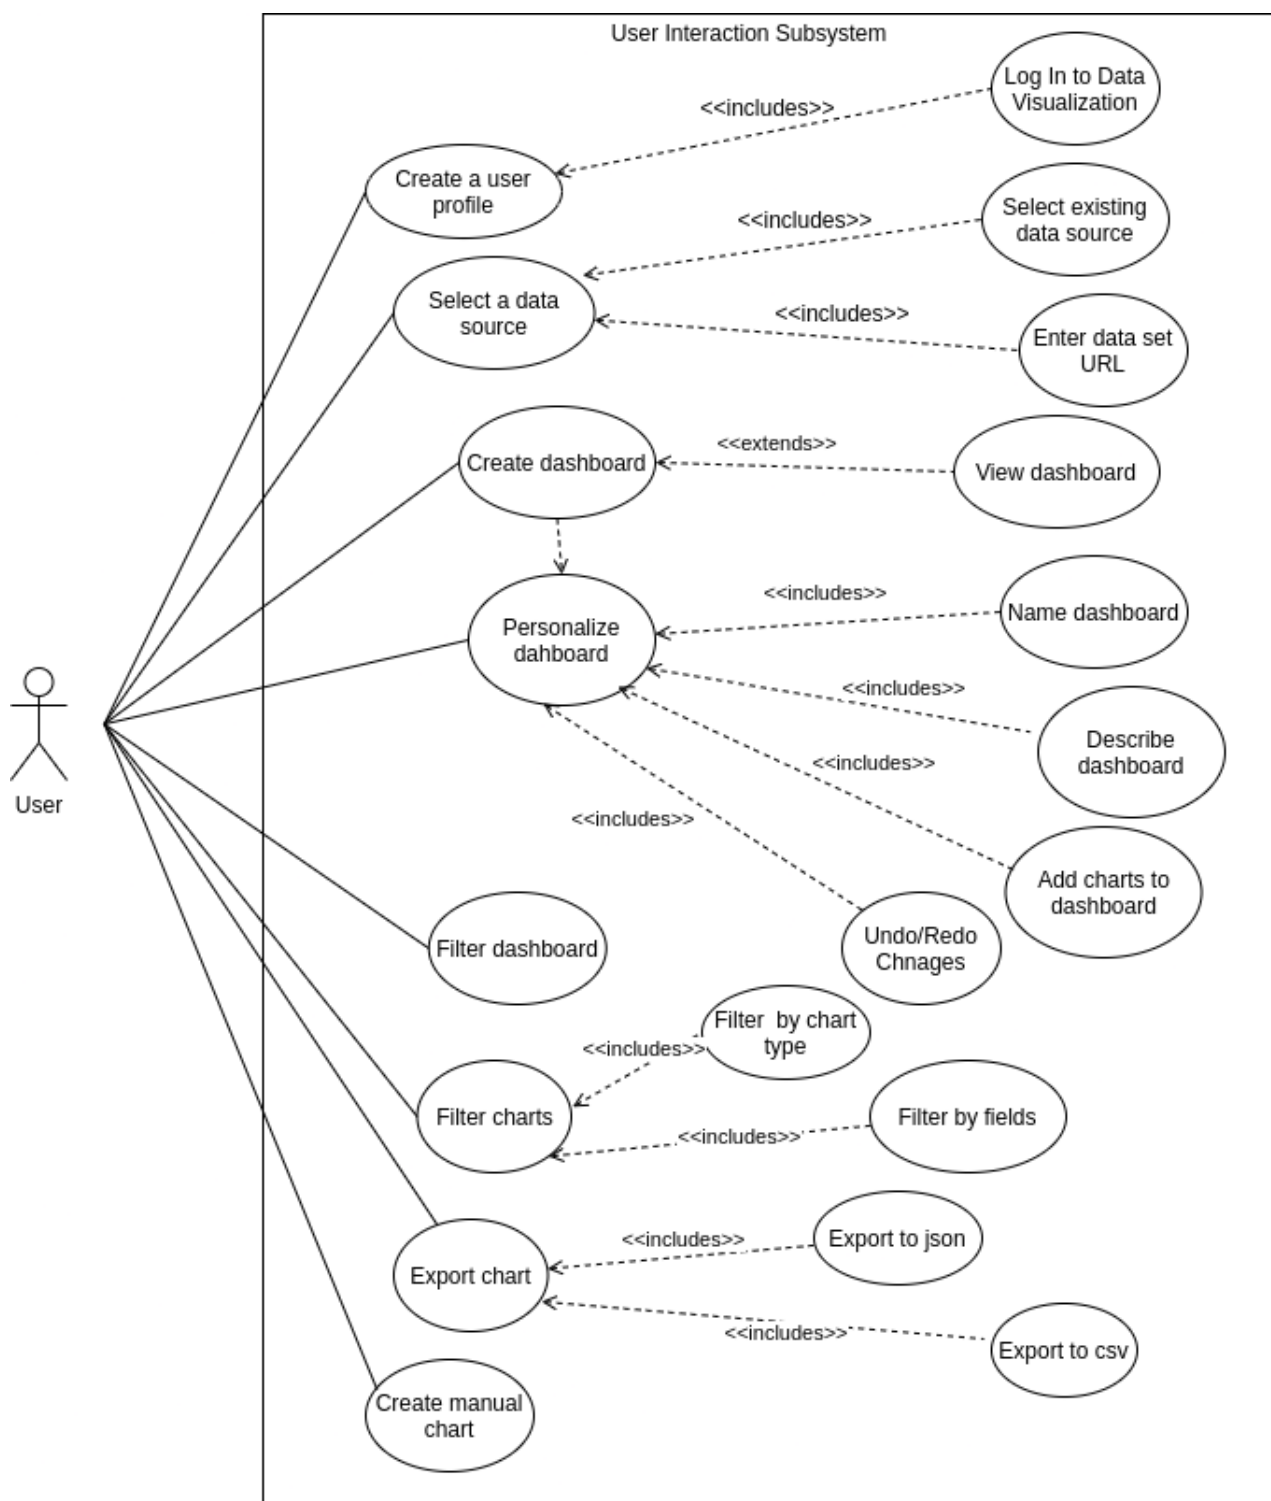 User Interaction Subsystem
Log In to Data
Visualization
<<includes>>
Create a user
profile
Select existing
data source
<<includes>>
Select a data
source
<<includes>>
Enter data set
URL
Create dashboard
<<extends>>
View dashboard
Personalize
dahboard
<<includes>>
Name dashboard
<<includes>>
Describe
dashboard
<<includes>>
Add charts to
dashboard
<<includes>>
Undo/Redo
Chnages
User
Filter dashboard
Filter  by chart
type
<<includes>>
Filter charts
<<includes>>
Filter by fields
Export chart
<<includes>>
Export to json
<<includes>>
Export to csv
Create manual
chart